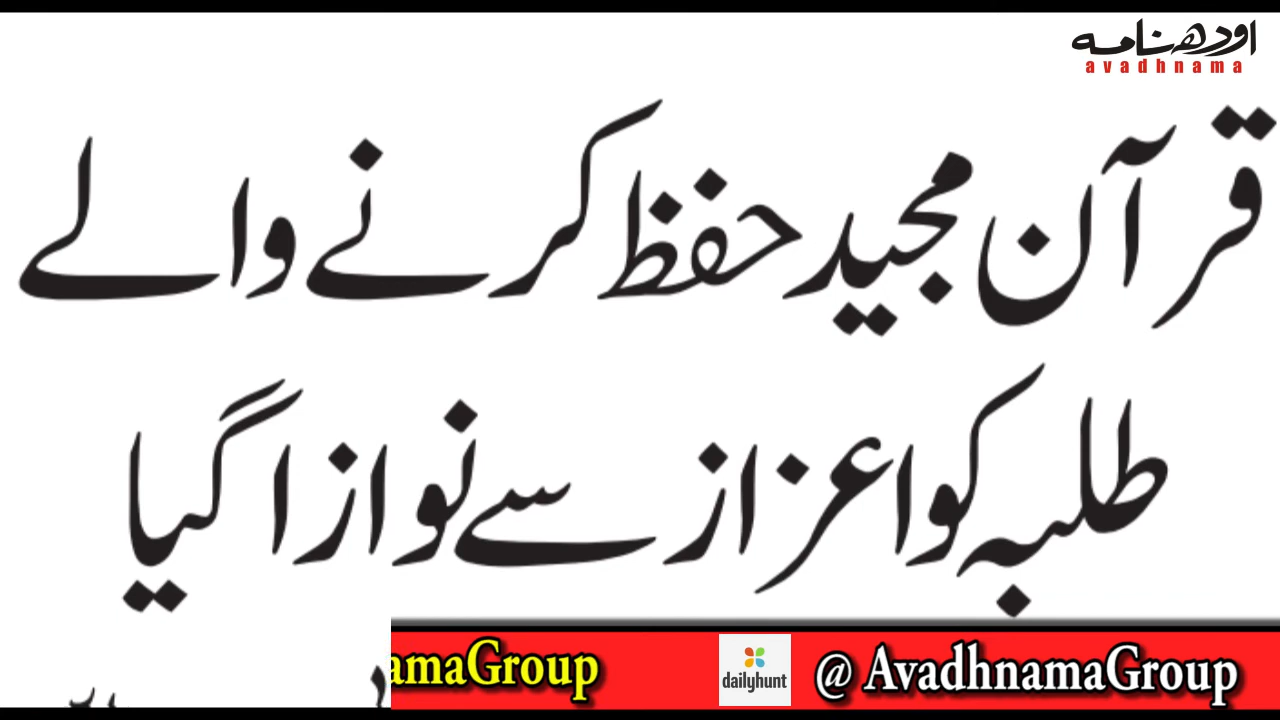 اودھ نامہ
avadhnama
قرآن مجید حفظ کرنے والے
طلبہ کو اعزاز سے نوازا گیا
amaGroup dailyhunt @ AvadhnamaGroup